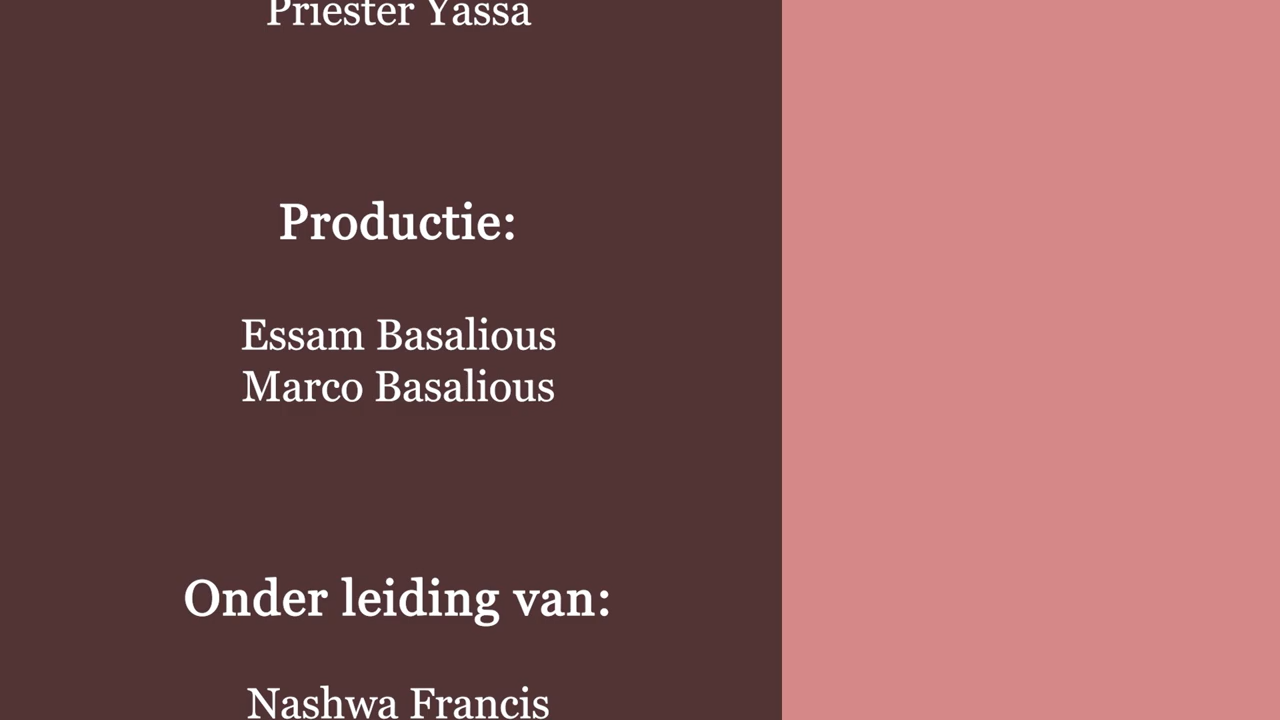 Priester Yassa
Productie:
Essam Basalious
Marco Basalious
Onder leiding van:
Nashwa Francis